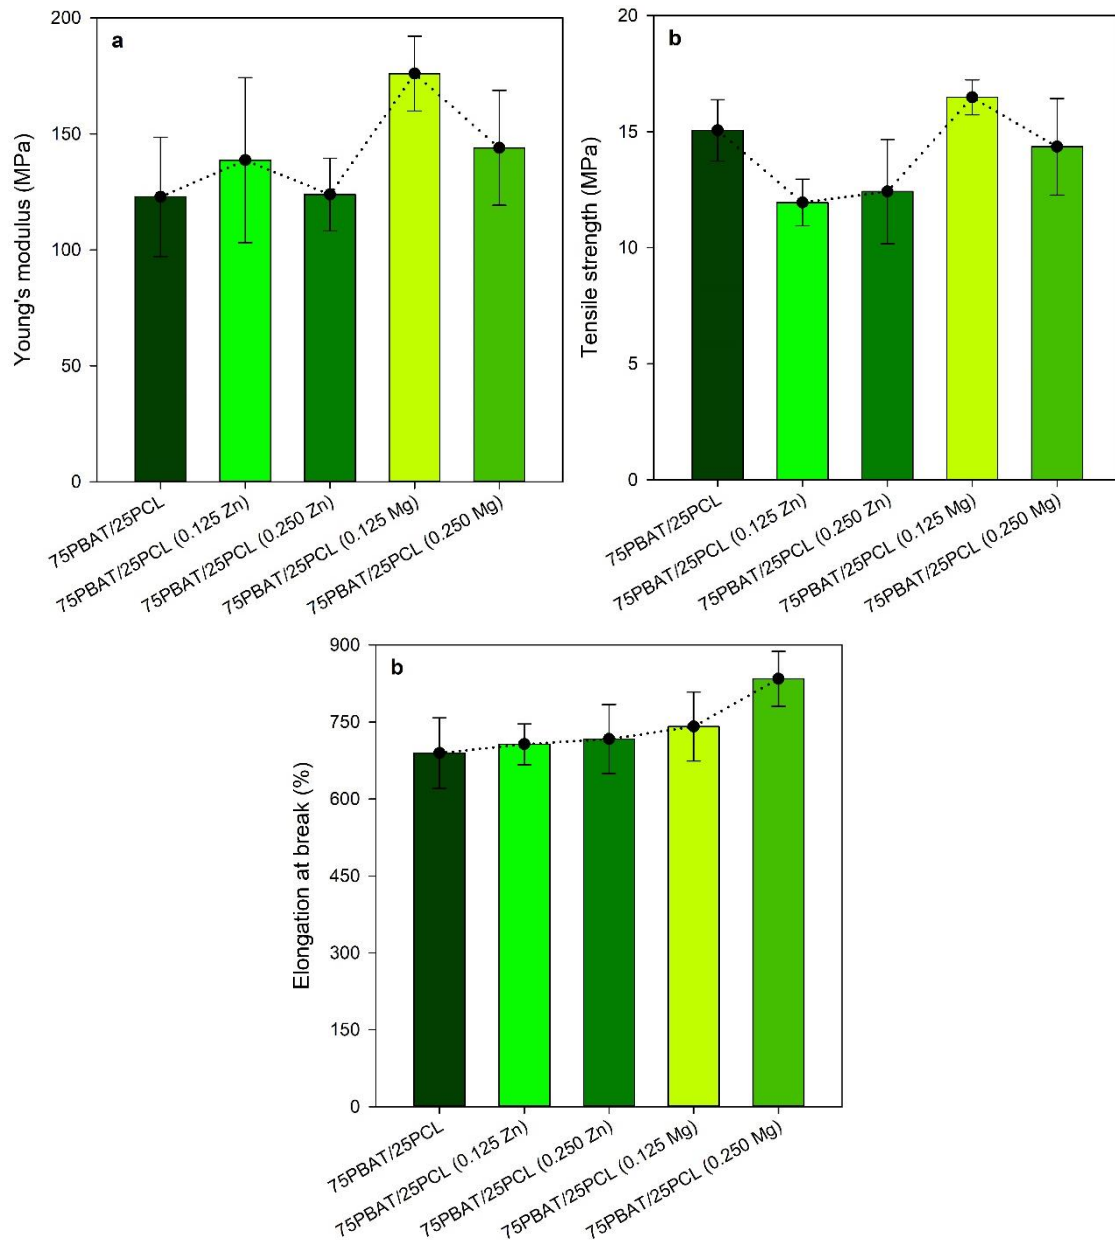 a
Young's modulus (MPa)
200
150
100
50
0
75PBAT/25PCL
75PBAT/25PCL (0.125 Zn)
75PBAT/25PCL (0.250 Zn)
75PBAT/25PCL (0.125 Mg)
75PBAT/25PCL (0.250 Mg)
b
Tensile strength (MPa)
20
15
10
5
0
75PBAT/25PCL
75PBAT/25PCL (0.125 Zn)
75PBAT/25PCL (0.250 Zn)
75PBAT/25PCL (0.125 Mg)
75PBAT/25PCL (0.250 Mg)
b
Elongation at break (%)
900
750
600
450
300
150
0
75PBAT/25PCL
75PBAT/25PCL (0.125 Zn)
75PBAT/25PCL (0.250 Zn)
75PBAT/25PCL (0.125 Mg)
75PBAT/25PCL (0.250 Mg)